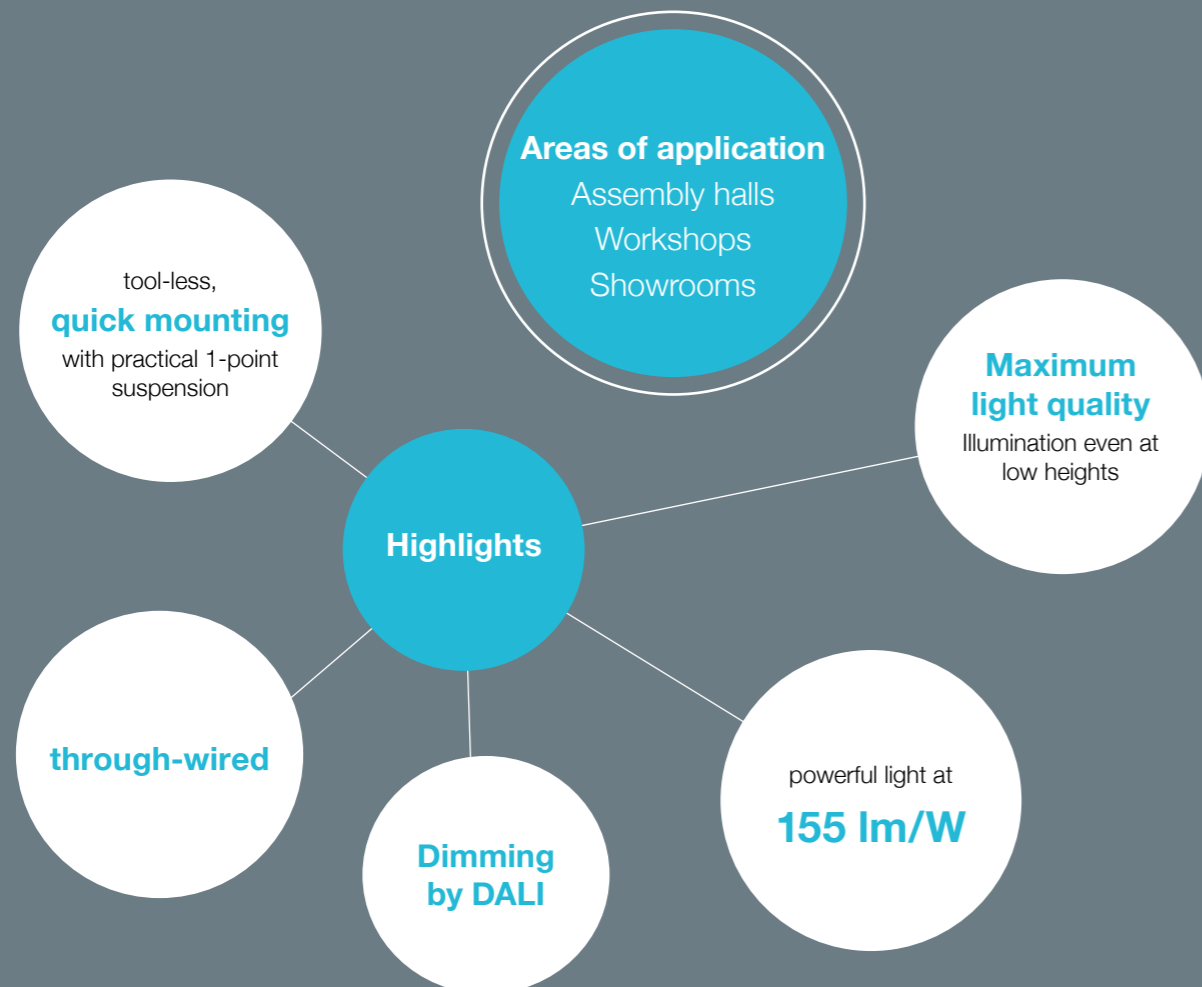 Areas of application
Assembly halls
Workshops
Showrooms
tool-less,
quick mounting
with practical 1-point
suspension
Maximum
light quality
Illumination even at
low heights
Highlights
through-wired
Dimming
by DALI
powerful light at
155 lm/W